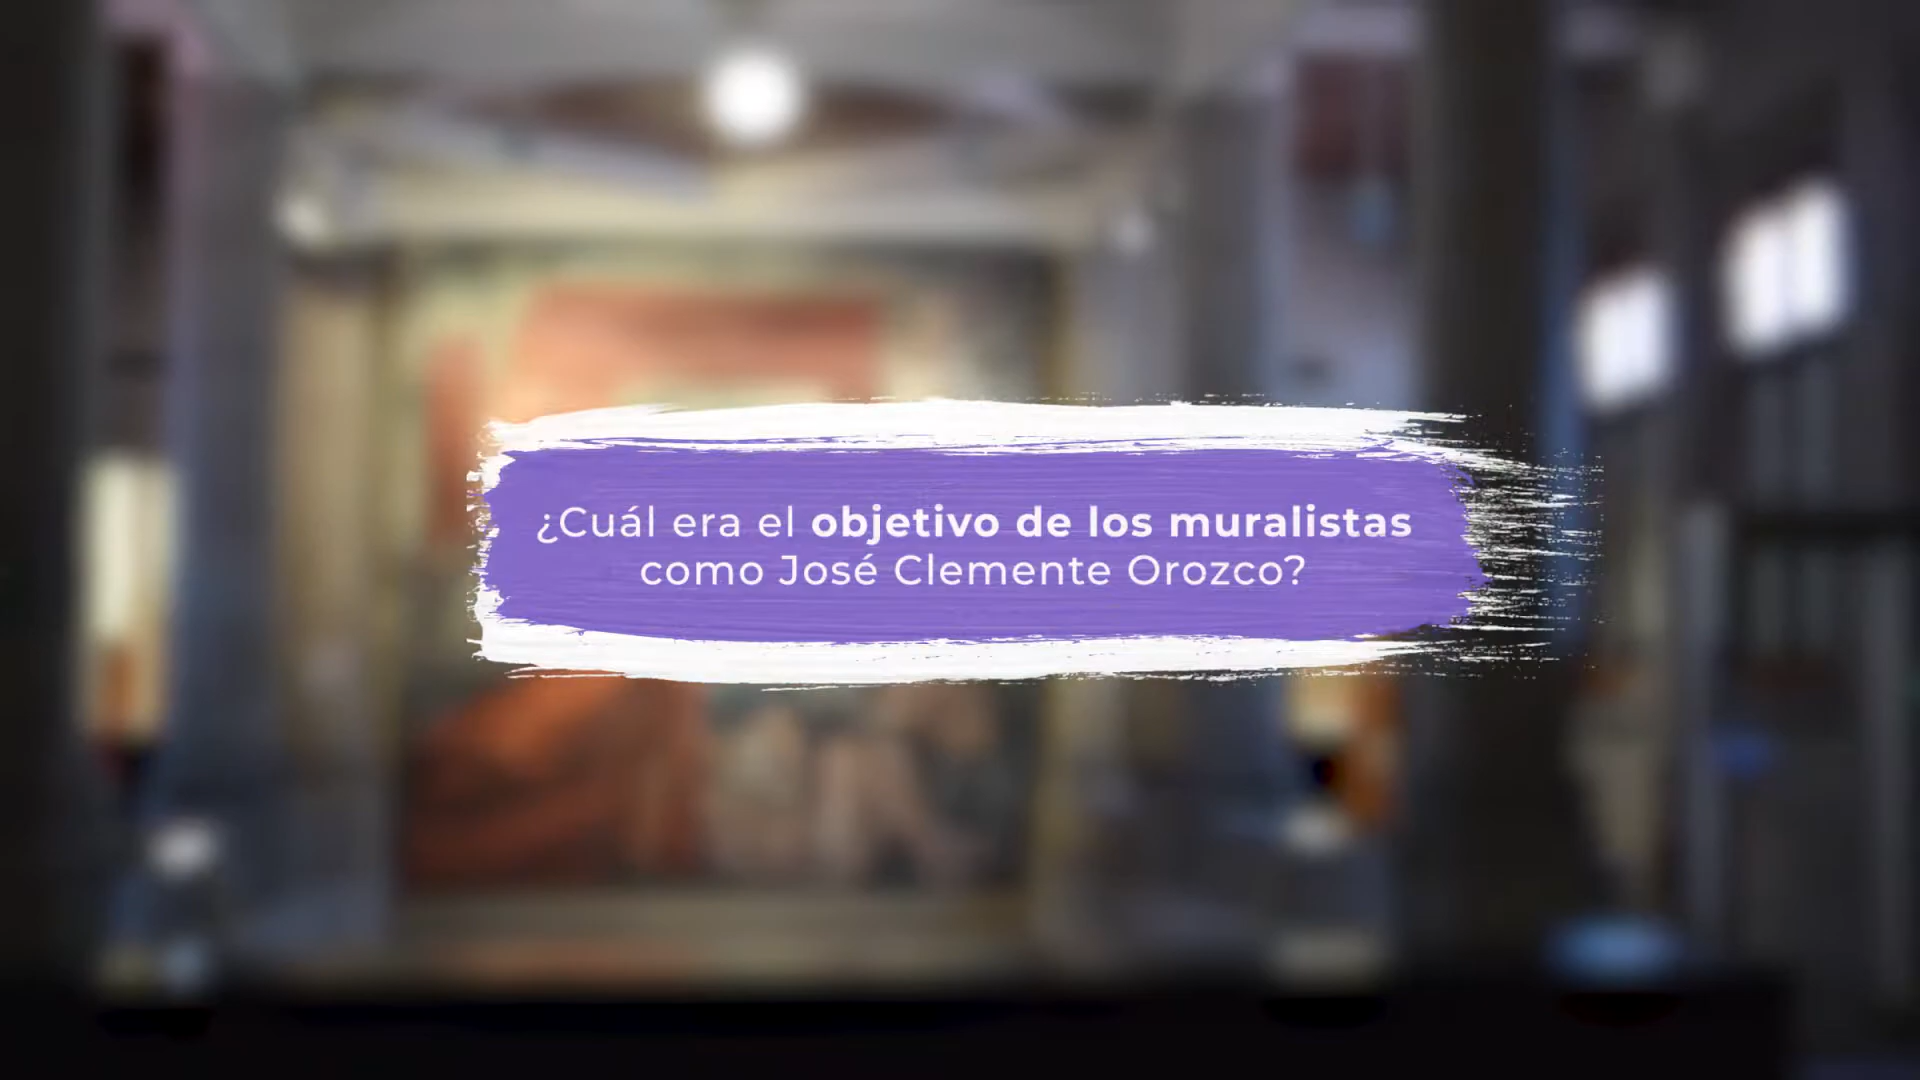 ¿Cuál era el objetivo de los muralistas
como José Clemente Orozco?